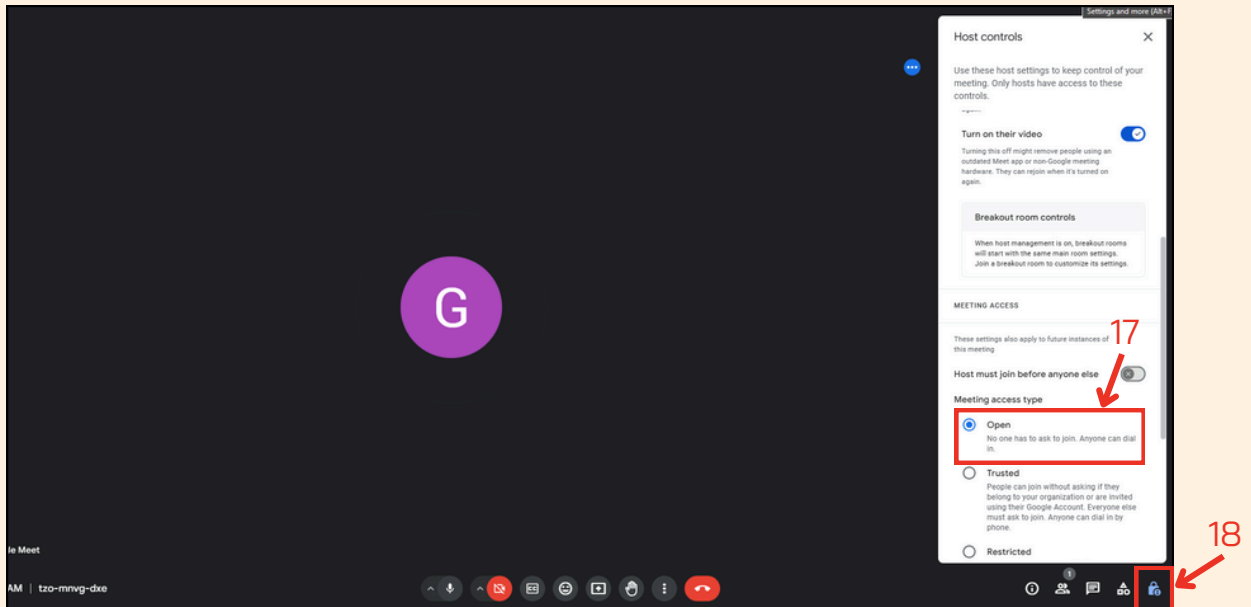 Settings and more (Alt+F
Host controls
Use these host settings to keep control of your
meeting. Only hosts have access to these
controls.
Turn on their video
Turning this off might remove people using an
outdated Meet app or non-Google meeting
hardware. They can rejoin when it's turned on
again.
Breakout room controls
When host management is on, breakout rooms
will start with the same main room settings.
Join a breakout room to customize its settings.
MEETING ACCESS
These settings also apply to future instances of
this meeting
17
Host must join before anyone else
Meeting access type
Open
No one has to ask to join. Anyone can dial
in.
Trusted
People can join without asking if they
belong to your organization or are invited
using their Google Account. Everyone else
must ask to join. Anyone can dial in by
phone.
Restricted
G
18
le Meet
AM | tzo-mnvg-dxe
CC
1